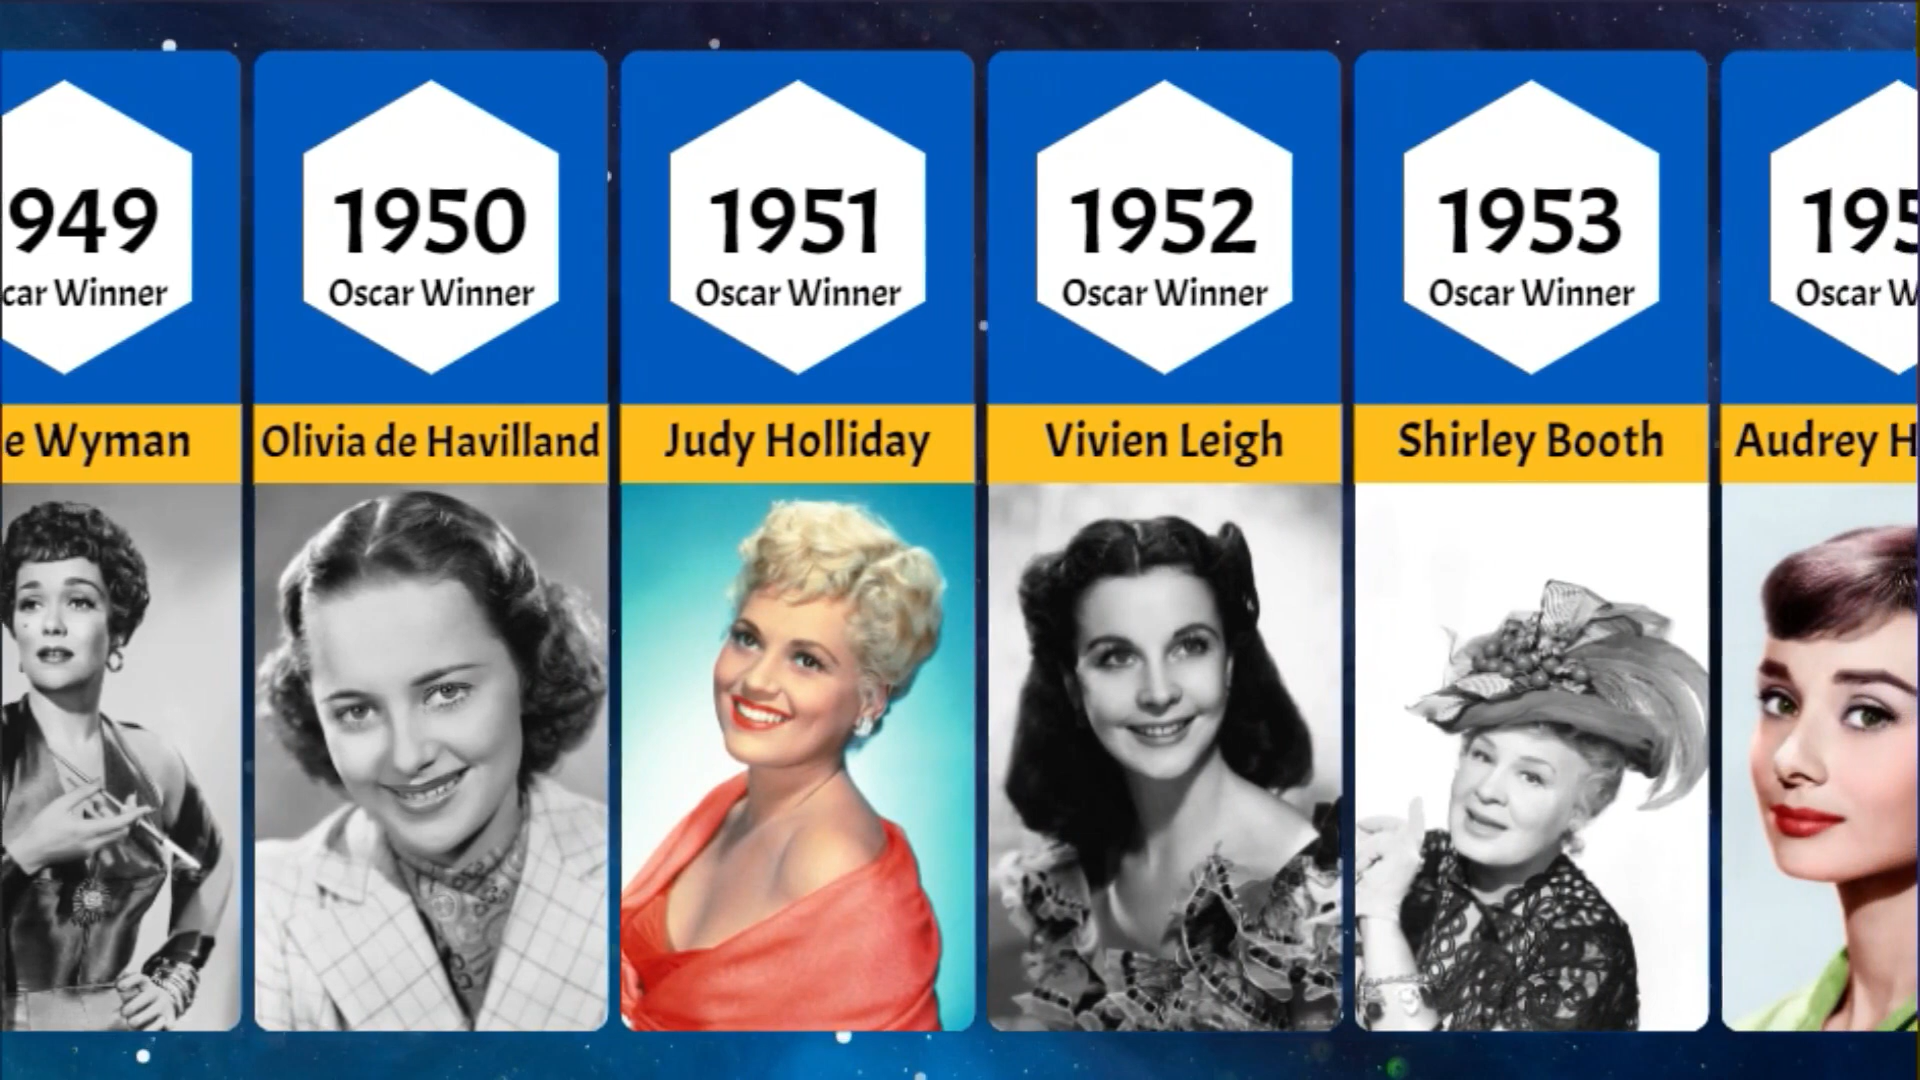 949
car Winner
e Wyman
1950
Oscar Winner
Olivia de Havilland
1951
Oscar Winner
Judy Holliday
1952
Oscar Winner
Vivien Leigh
1953
Oscar Winner
Shirley Booth
195
Oscar W
Audrey H